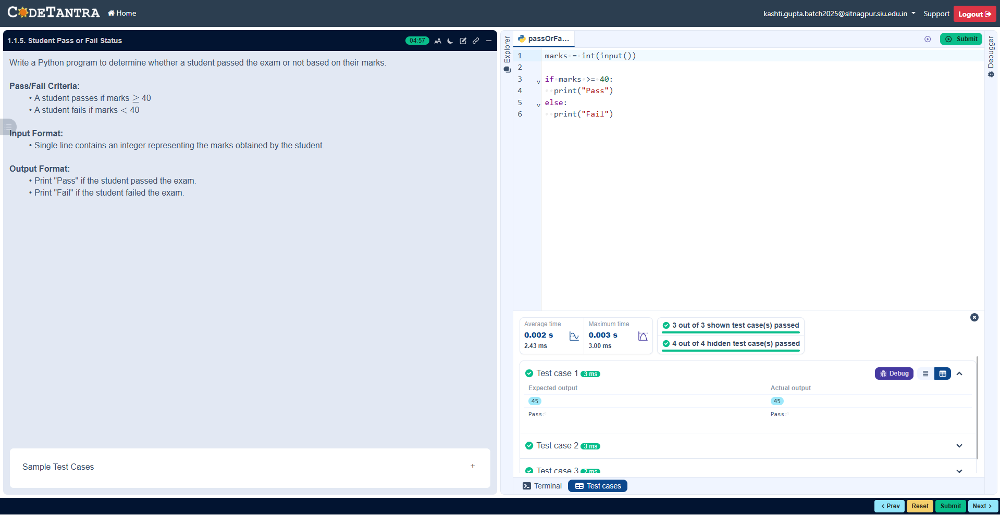 CODETANTRA
Home
kashti.gupta.batch2025@sitnagpur.siu.edu.in
Support
Logout
1.1.5. Student Pass or Fail Status
04:57
AA
Write a Python program to determine whether a student passed the exam or not based on their marks.
Pass/Fail Criteria:
• A student passes if marks ≥ 40
• A student fails if marks < 40
Input Format:
• Single line contains an integer representing the marks obtained by the student.
Output Format:
• Print "Pass" if the student passed the exam.
• Print "Fail" if the student failed the exam.
Sample Test Cases
+
Explorer
passOrFa...
Submit
Debugger
1 marks = int(input())
2
3 if marks >= 40:
4 print("Pass")
5 else:
6 print("Fail")
Average time
0.002 s
2.43 ms
Maximum time
0.003 s
3.00 ms
3 out of 3 shown test case(s) passed
4 out of 4 hidden test case(s) passed
Test case 1 3 ms
Debug
Expected output
Actual output
45
45
Pass
Pass
Test case 2 3 ms
Test case 3 2 ms
Terminal
Test cases
< Prev
Reset
Submit
Next >